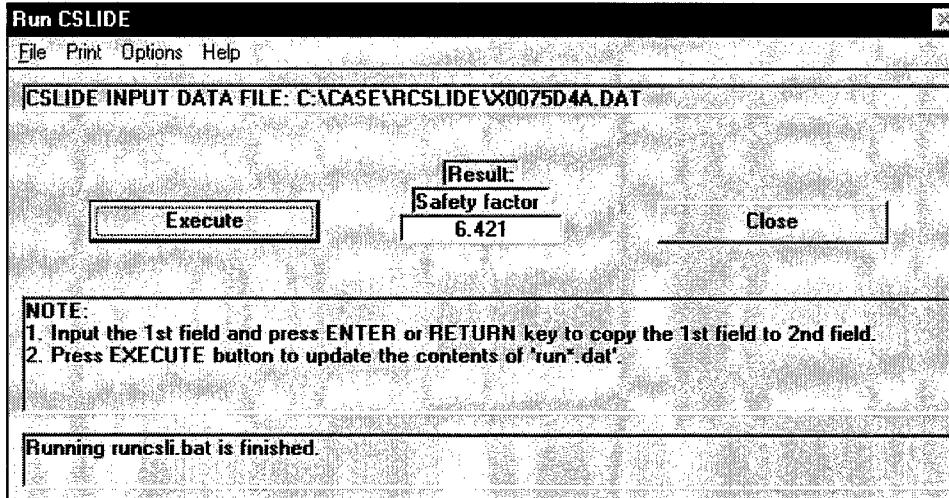 Run CSLIDE
File Print Options Help
CSLIDE INPUT DATA FILE: C:\CASE\RCSLIDE\X0075D4A.DAT
Result:
Safety factor
Execute
6.421
Close
NOTE:
1. Input the 1st field and press ENTER or RETURN key to copy the 1st field to 2nd field.
2. Press EXECUTE button to update the contents of 'run*.dat'.
Running runcsli.bat is finished.